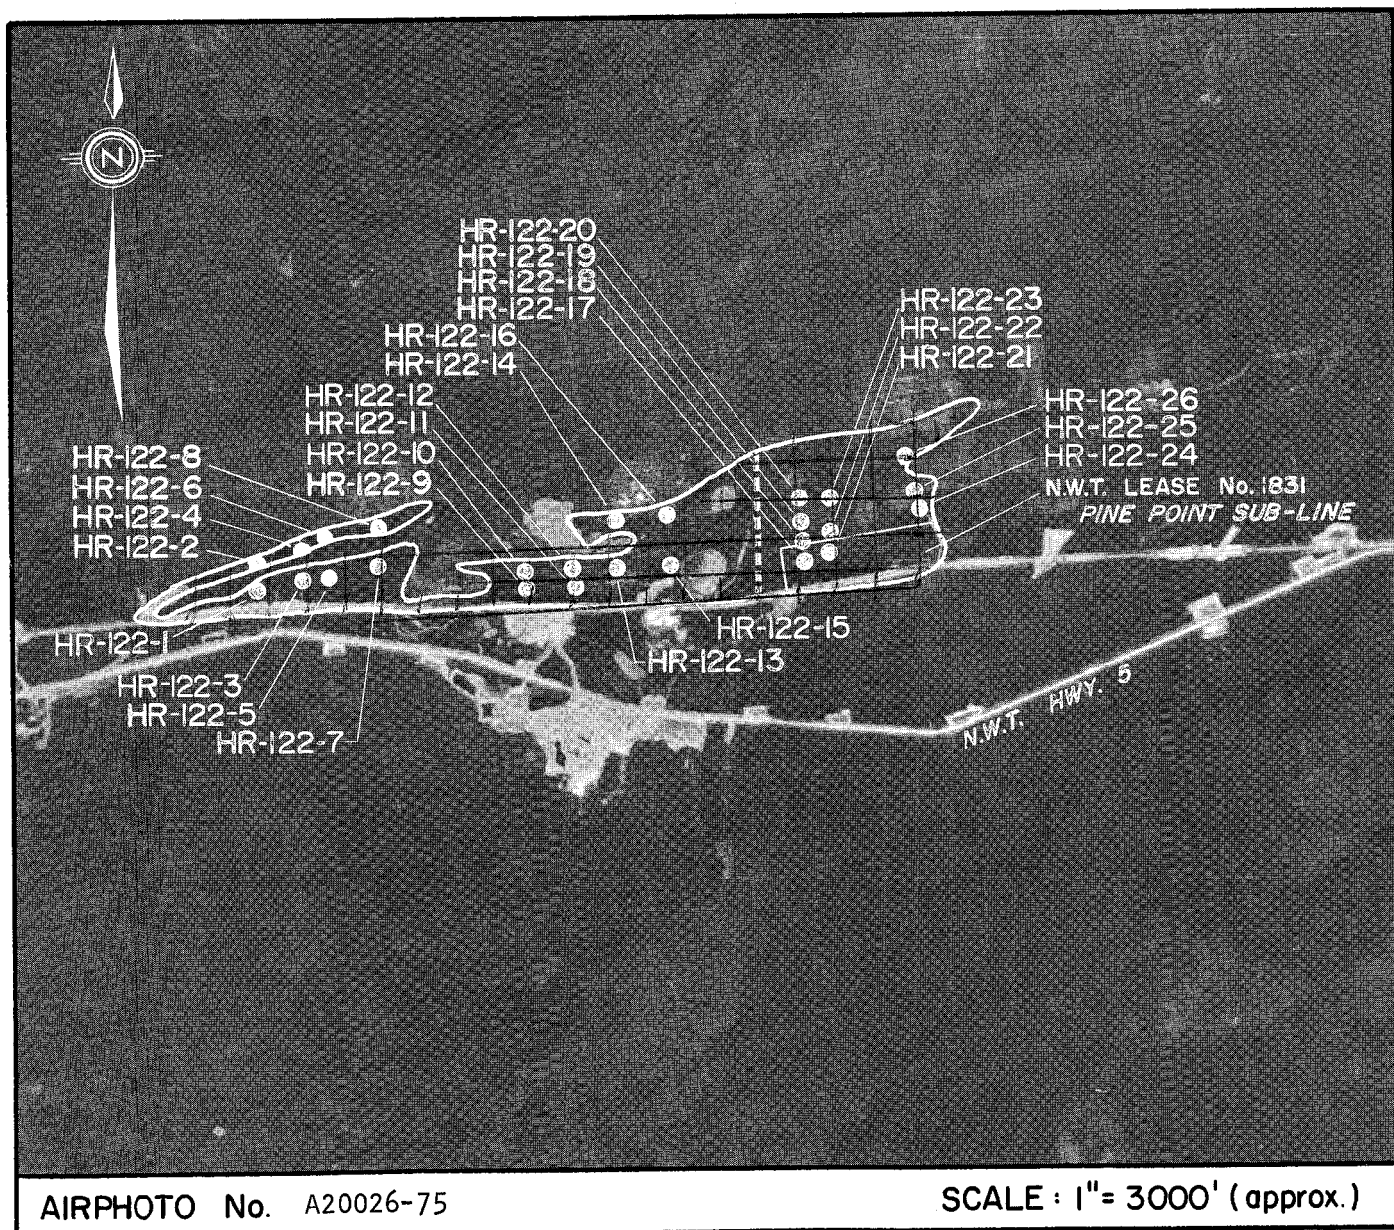 N
HR-122-20
HR-122-19
HR-122-18
HR-122-17
HR-122-16
HR-122-14
HR-122-12
HR-122-11
HR-122-10
HR-122-9
HR-122-8
HR-122-6
HR-122-4
HR-122-2
HR-122-23
HR-122-22
HR-122-21
HR-122-26
HR-122-25
HR-122-24
N.W.T. LEASE No. 1831
PINE POINT SUB-LINE
HR-122-1
HR-122-3
HR-122-5
HR-122-7
HR-122-15
HR-122-13
N.W.T. HWY. 5
AIRPHOTO No. A20026-75
SCALE : 1"= 3000' (approx.)